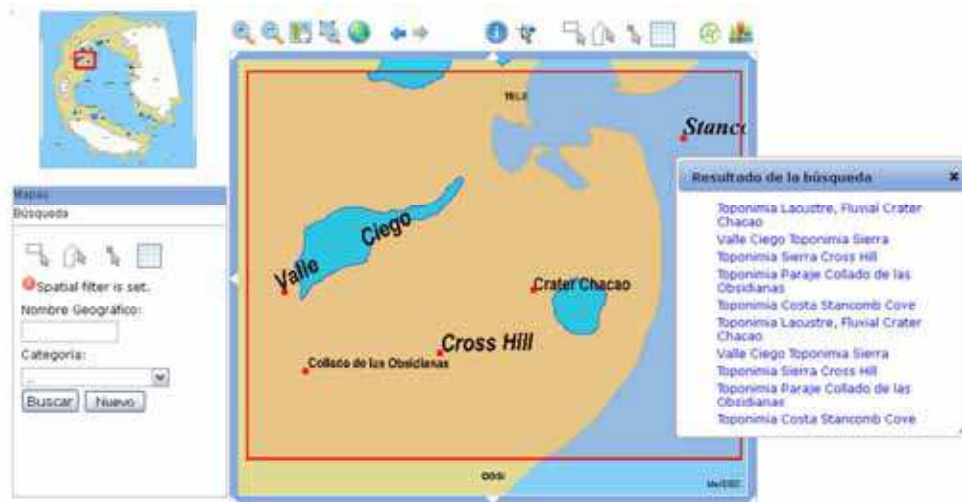 Mapas
Búsqueda
Spatial filter is set.
Nombre Geográfico:
Categoría:
...
Buscar
Nuevo
Stanc
Valle Ciego
Crater Chacao
Cross Hill
Collado de las Obsidianas
Resultado de la búsqueda
Toponimia Lacustre, Fluvial Crater
Chacao
Valle Ciego Toponimia Sierra
Toponimia Sierra Cross Hill
Toponimia Paraje Collado de las
Obsidianas
Toponimia Costa Stancomb Cove
Toponimia Lacustre, Fluvial Crater
Chacao
Valle Ciego Toponimia Sierra
Toponimia Sierra Cross Hill
Toponimia Paraje Collado de las
Obsidianas
Toponimia Costa Stancomb Cove